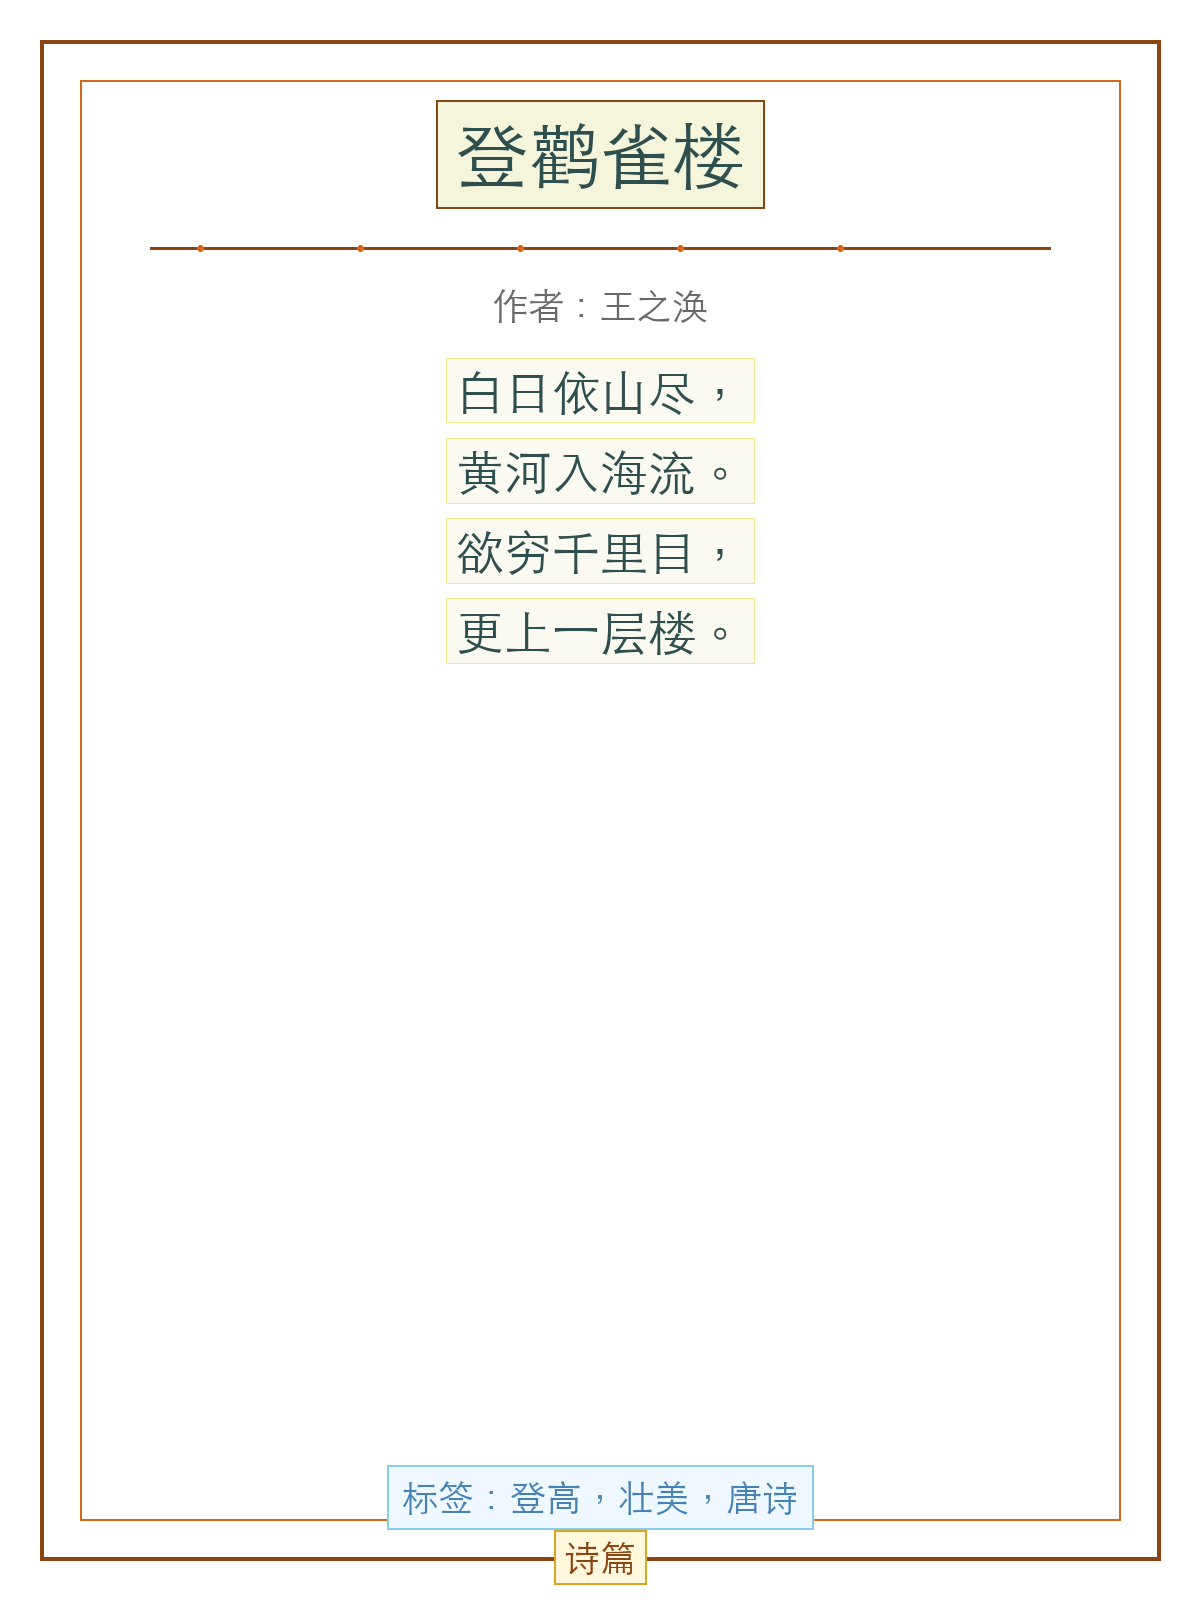 登鹳雀楼
作者：王之涣
白日依山尽，
黄河入海流。
欲穷千里目，
更上一层楼。
标签：登高，壮美，唐诗
诗篇